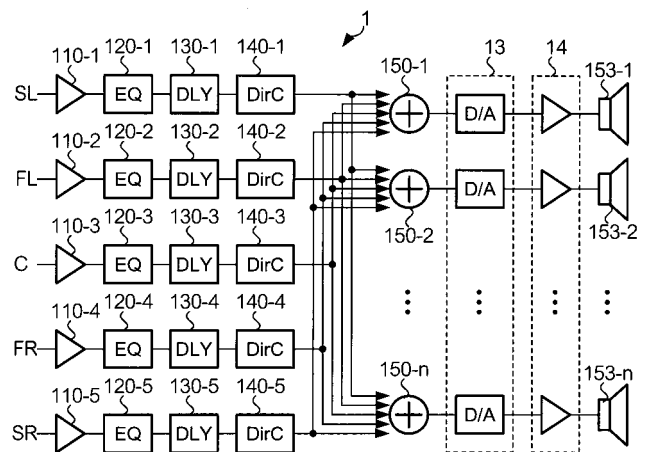 1
110-1 120-1 130-1 140-1 150-1 13 14 153-1
SL EQ DLY DirC D/A
110-2 120-2 130-2 140-2
FL EQ DLY DirC D/A
150-2 153-2
110-3 120-3 130-3 140-3
C EQ DLY DirC
110-4 120-4 130-4 140-4
FR EQ DLY DirC
110-5 120-5 130-5 140-5 150-n 153-n
SR EQ DLY DirC D/A